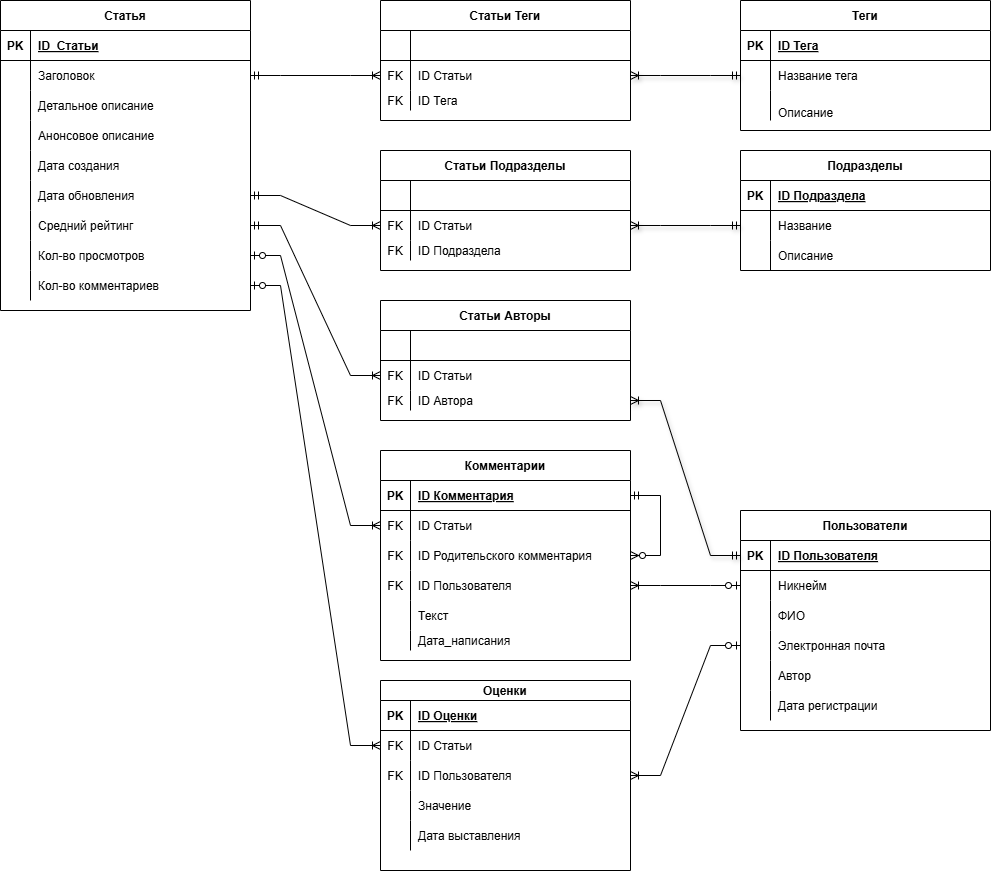 Статья
PK ID_Статьи
Заголовок
Детальное описание
Анонсовое описание
Дата создания
Дата обновления
Средний рейтинг
Кол-во просмотров
Кол-во комментариев
Статьи Теги
FK ID Статьи
FK ID Тега
Теги
PK ID Тега
Название тега
Описание
Статьи Подразделы
FK ID Статьи
FK ID Подраздела
Подразделы
PK ID Подраздела
Название
Описание
Статьи Авторы
FK ID Статьи
FK ID Автора
Комментарии
PK ID Комментария
FK ID Статьи
FK ID Родительского комментария
FK ID Пользователя
Текст
Дата_написания
Пользователи
PK ID Пользователя
Никнейм
ФИО
Электронная почта
Автор
Дата регистрации
Оценки
PK ID Оценки
FK ID Статьи
FK ID Пользователя
Значение
Дата выставления